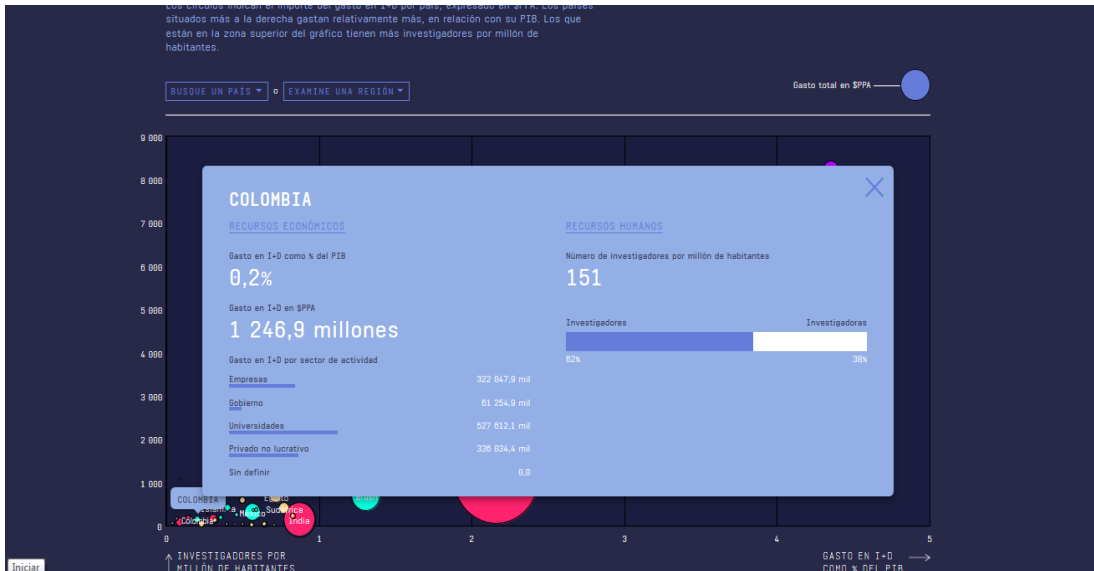 Los círculos indican el importe del gasto en I+D por país, expresado en $PPA. Los países
situados más a la derecha gastan relativamente más, en relación con su PIB. Los que
están en la zona superior del gráfico tienen más investigadores por millón de
habitantes.
BUSQUE UN PAÍS o EXAMINE UNA REGIÓN
Gasto total en $PPA
9 000
8 000
7 000
6 000
5 000
4 000
3 000
2 000
1 000
0
COLOMBIA
RECURSOS ECONÓMICOS
Gasto en I+D como % del PIB
0,2%
Gasto en I+D en $PPA
1 246,9 millones
Gasto en I+D por sector de actividad
Empresas 322 047,9 mil
Gobierno 61 254,9 mil
Universidades 527 612,1 mil
Privado no lucrativo 336 034,4 mil
Sin definir 0,0
RECURSOS HUMANOS
Número de investigadores por millón de habitantes
151
Investigadores Investigadoras
62% 38%
COLOMBIA
Egipto
México
Sudáfrica
Colombia
India
0 1 2 3 4 5
INVESTIGADORES POR
MILLÓN DE HABITANTES
GASTO EN I+D
COMO % DEL PIB
Iniciar